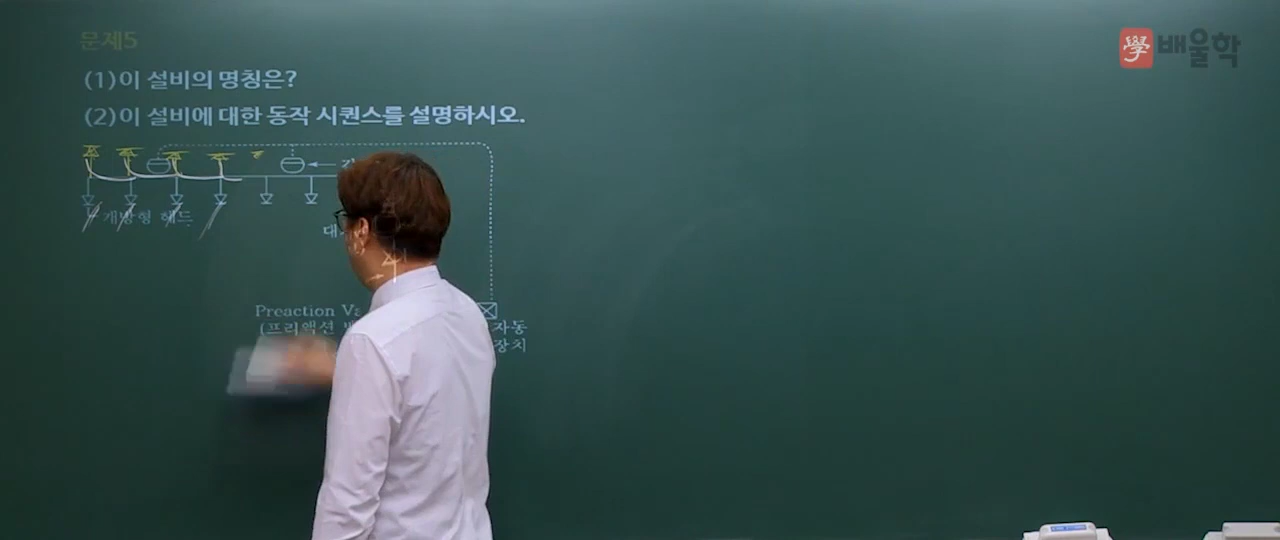 문제5
學 배울학
(1)이 설비의 명칭은?
(2)이 설비에 대한 동작 시퀀스를 설명하시오.
개방형 헤드
Preaction
(프리액션
자동
장치